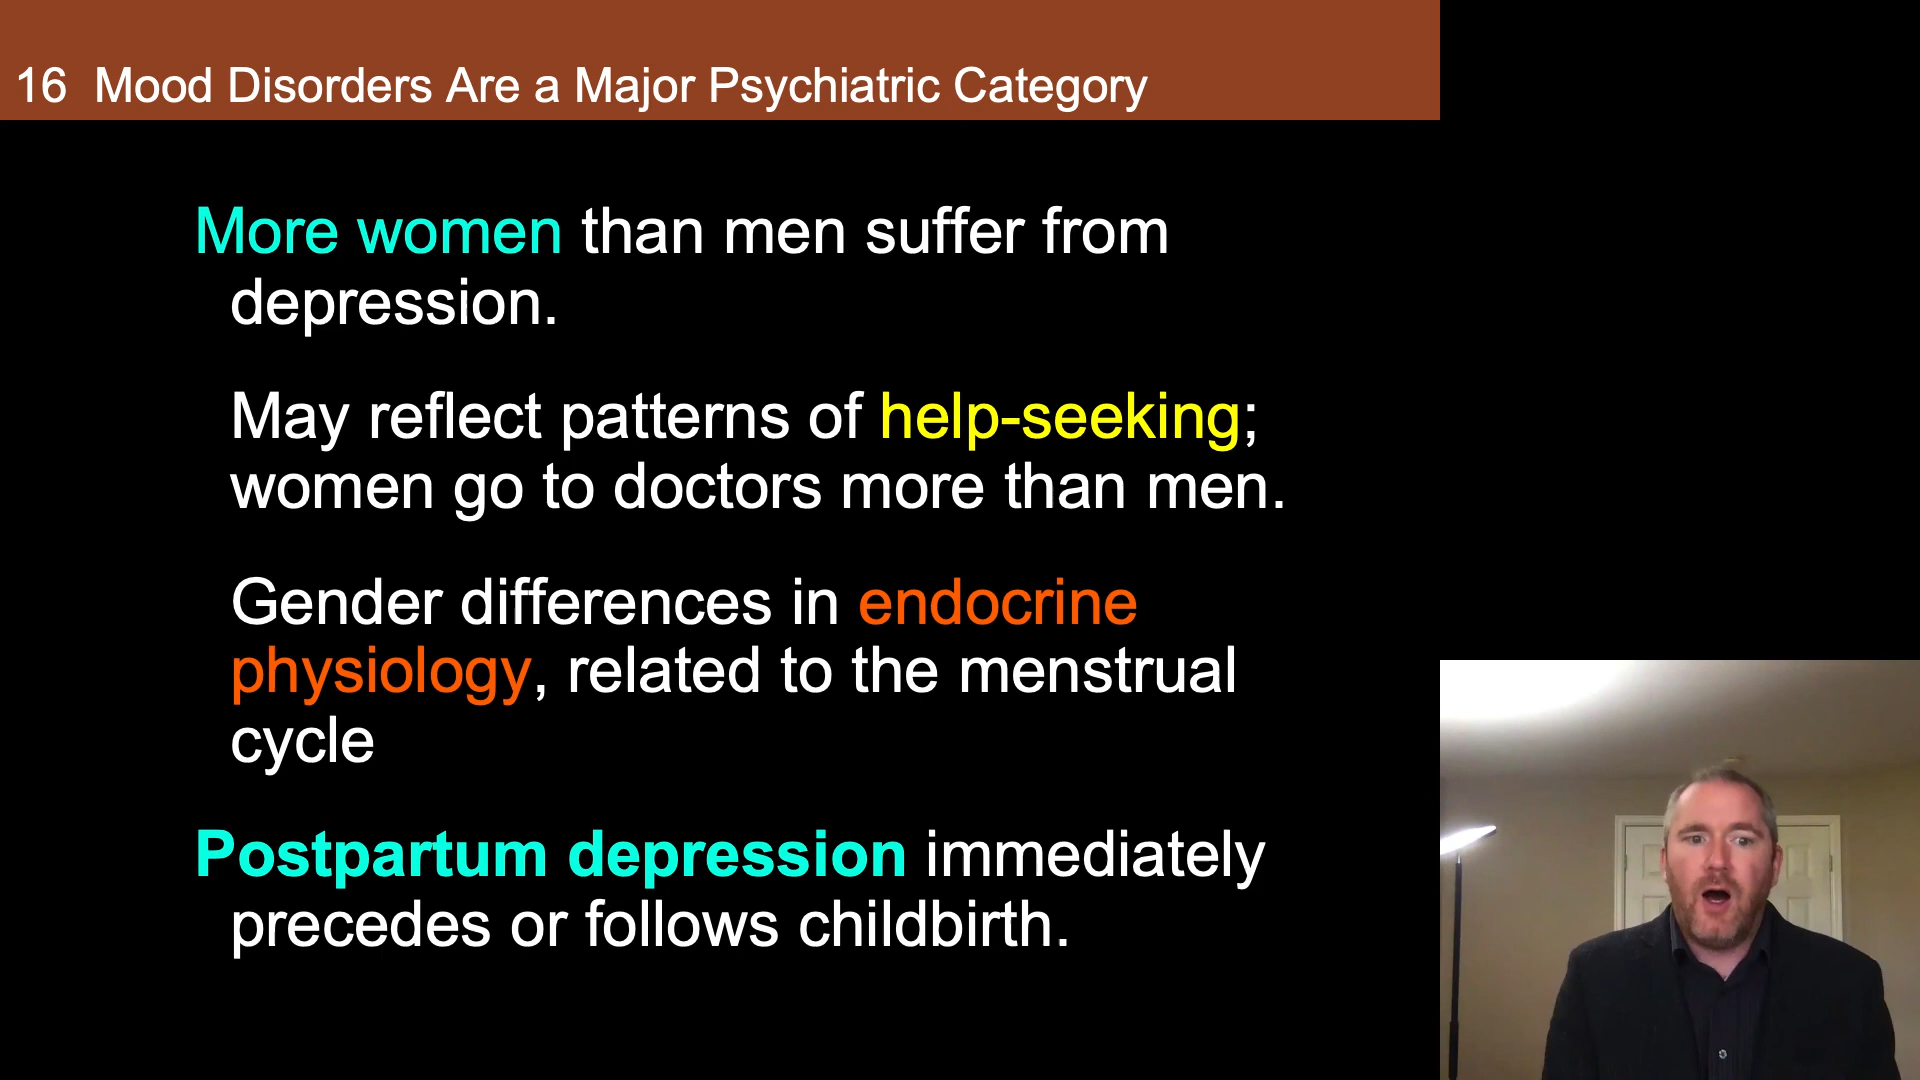 16 Mood Disorders Are a Major Psychiatric Category
More women than men suffer from
depression.
May reflect patterns of help-seeking;
women go to doctors more than men.
Gender differences in endocrine
physiology, related to the menstrual
cycle
Postpartum depression immediately
precedes or follows childbirth.